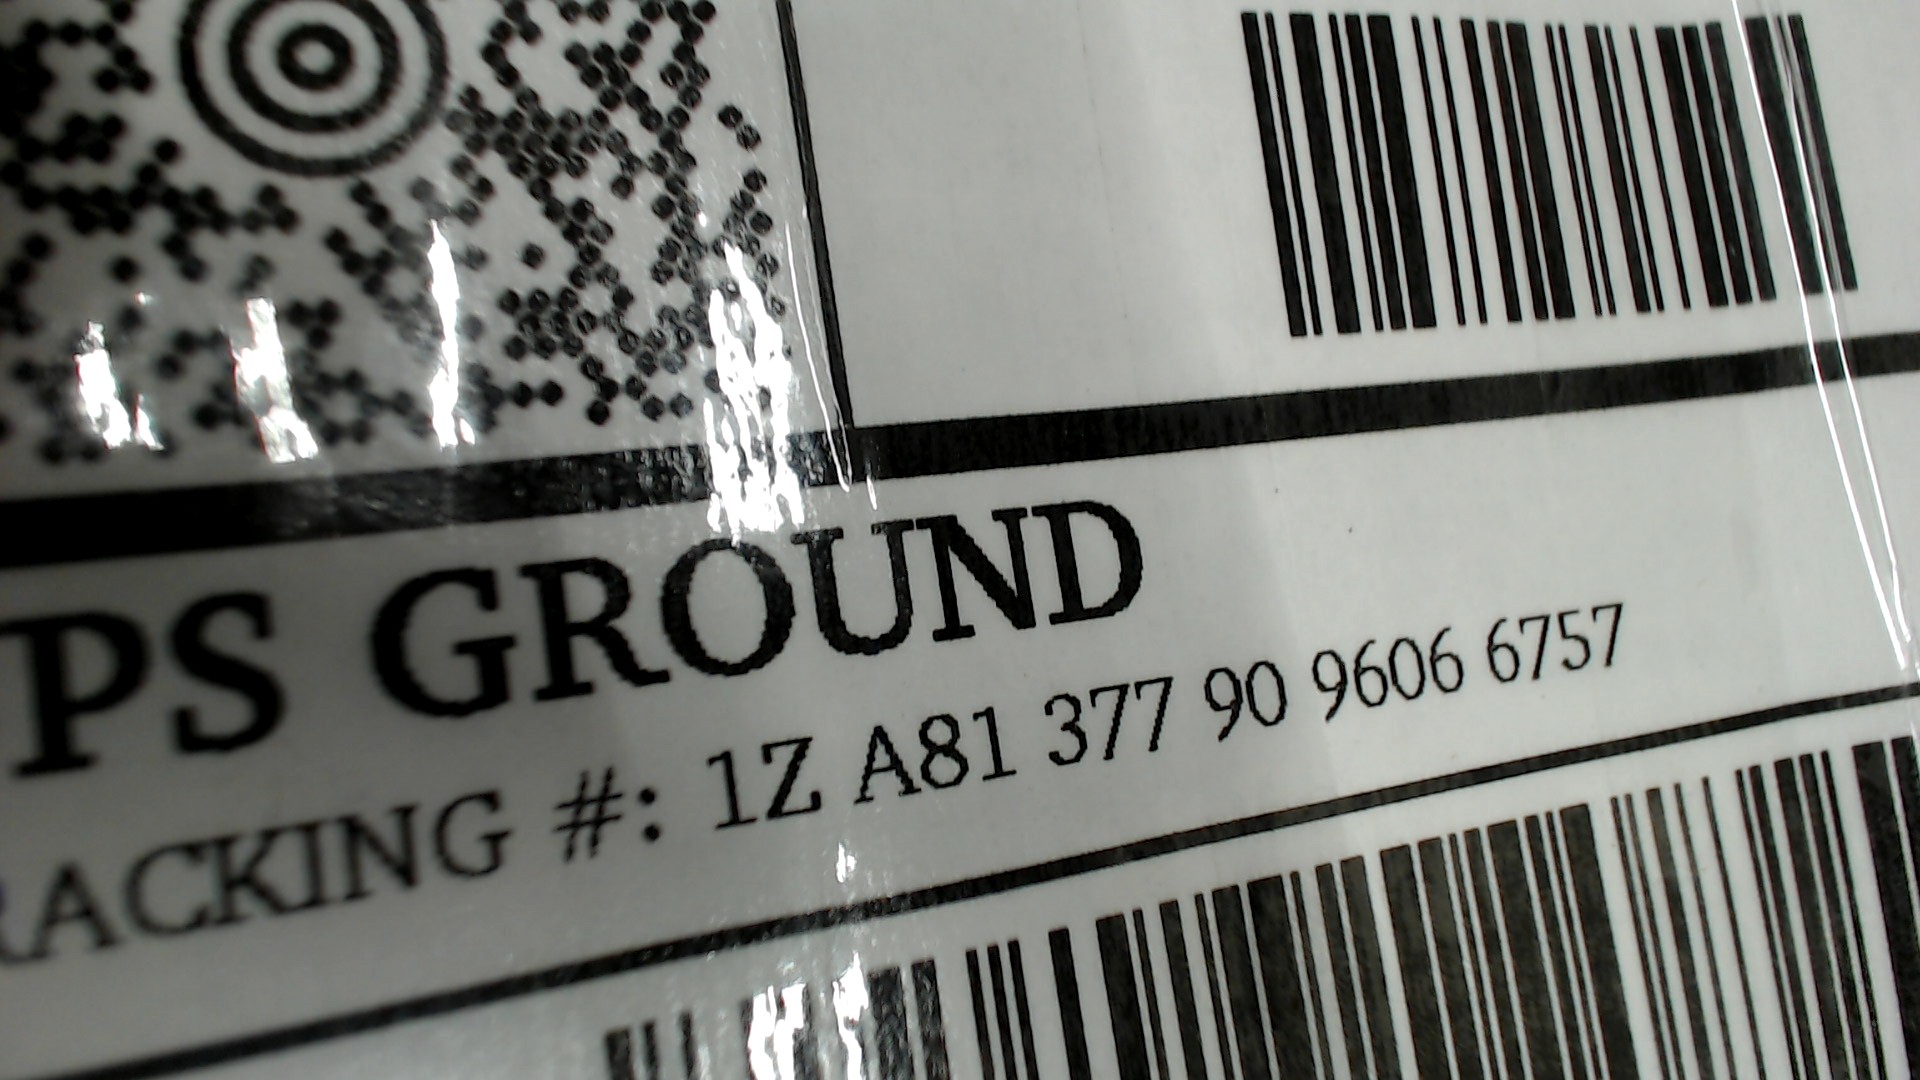 PS GROUND
RACKING #: 1Z A81 377 90 9606 6757